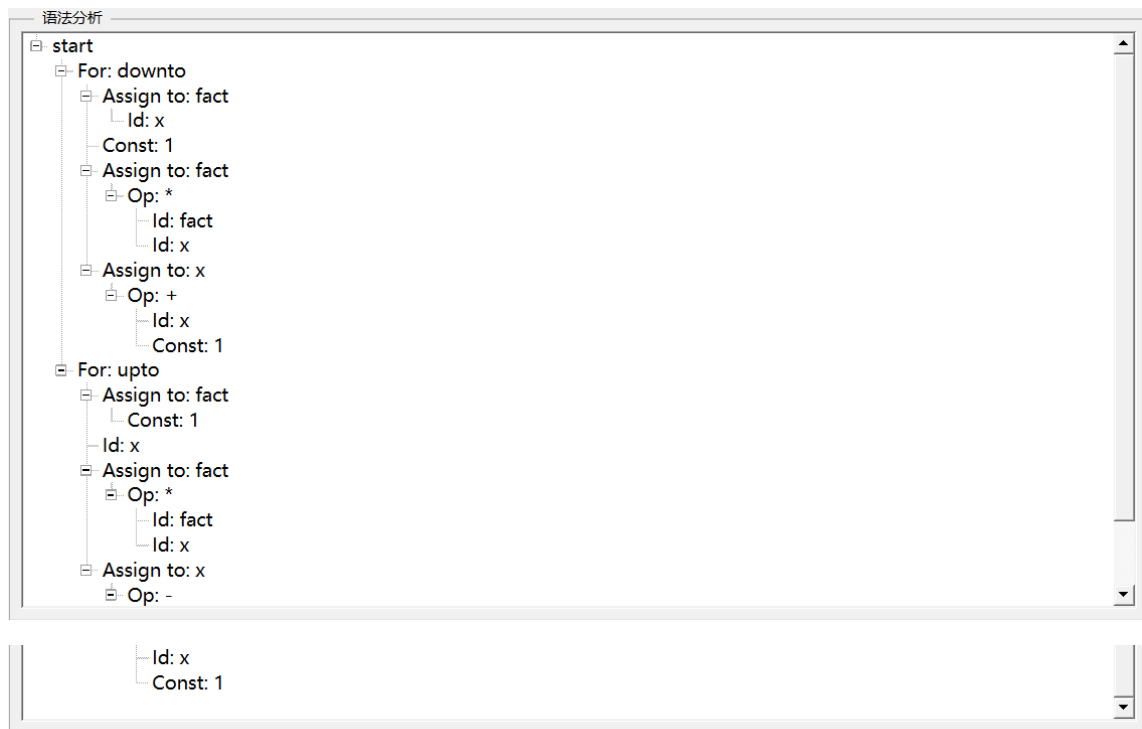 语法分析
start
For: downto
Assign to: fact
Id: x
Const: 1
Assign to: fact
Op: *
Id: fact
Id: x
Assign to: x
Op: +
Id: x
Const: 1
For: upto
Assign to: fact
Const: 1
Id: x
Assign to: fact
Op: *
Id: fact
Id: x
Assign to: x
Op: -
Id: x
Const: 1